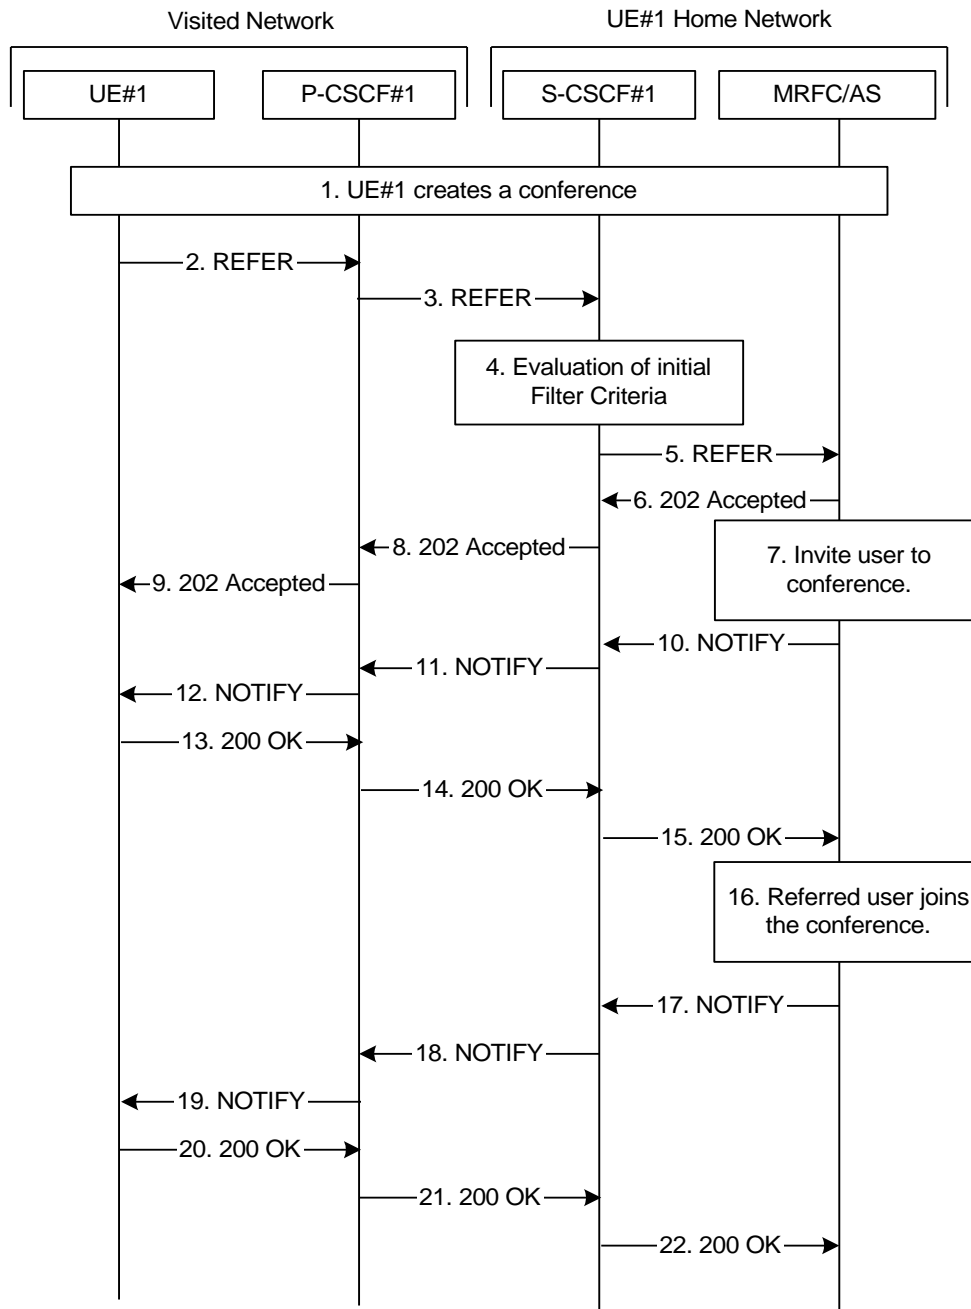 Visited Network
UE#1 Home Network
UE#1
P-CSCF#1
S-CSCF#1
MRFC/AS
1. UE#1 creates a conference
2. REFER
3. REFER
4. Evaluation of initial
Filter Criteria
5. REFER
6. 202 Accepted
8. 202 Accepted
7. Invite user to
conference.
9. 202 Accepted
10. NOTIFY
11. NOTIFY
12. NOTIFY
13. 200 OK
14. 200 OK
15. 200 OK
16. Referred user joins
the conference.
17. NOTIFY
18. NOTIFY
19. NOTIFY
20. 200 OK
21. 200 OK
22. 200 OK